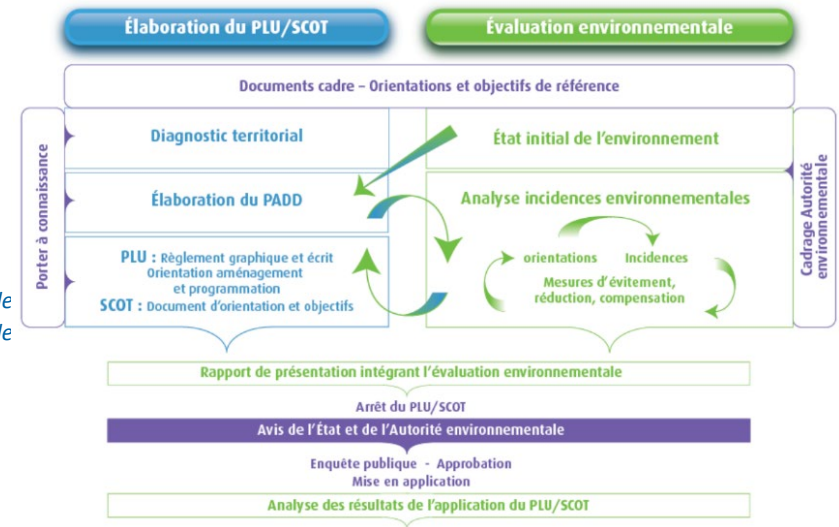 Élaboration du PLU/SCOT
Évaluation environnementale
Documents cadre – Orientations et objectifs de référence
Porter à connaissance
Diagnostic territorial
État initial de l'environnement
Cadrage Autorité
environnementale
Élaboration du PADD
Analyse incidences environnementales
PLU : Règlement graphique et écrit
Orientation aménagement
et programmation
SCOT : Document d'orientation et objectifs
orientations
Incidences
Mesures d'évitement,
réduction, compensation
Rapport de présentation intégrant l'évaluation environnementale
Arrêt du PLU/SCOT
Avis de l'État et de l'Autorité environnementale
Enquête publique - Approbation
Mise en application
Analyse des résultats de l'application du PLU/SCOT